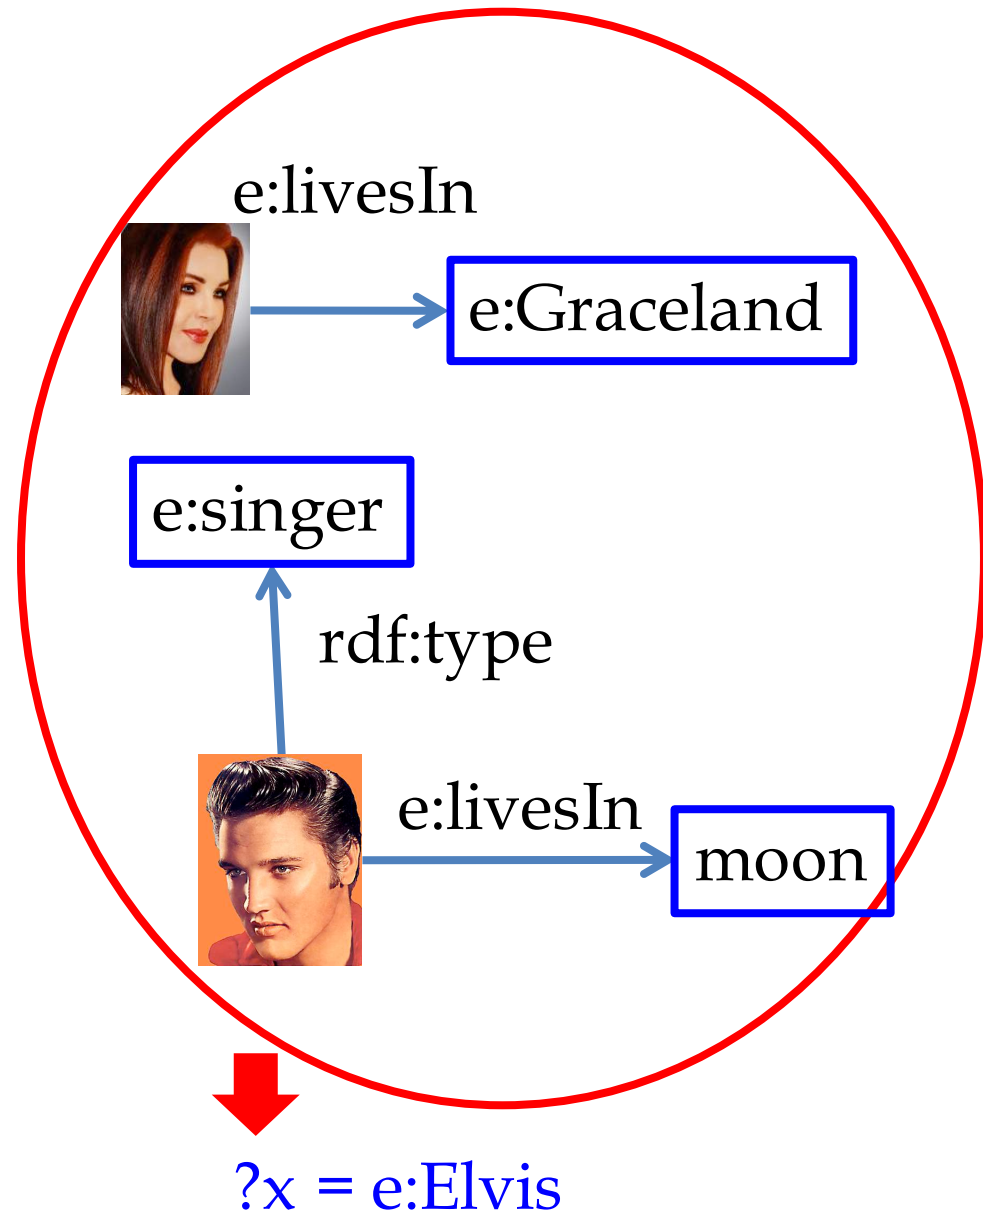 e:livesIn
e:Graceland
e:singer
rdf:type
e:livesIn
moon
?x = e:Elvis